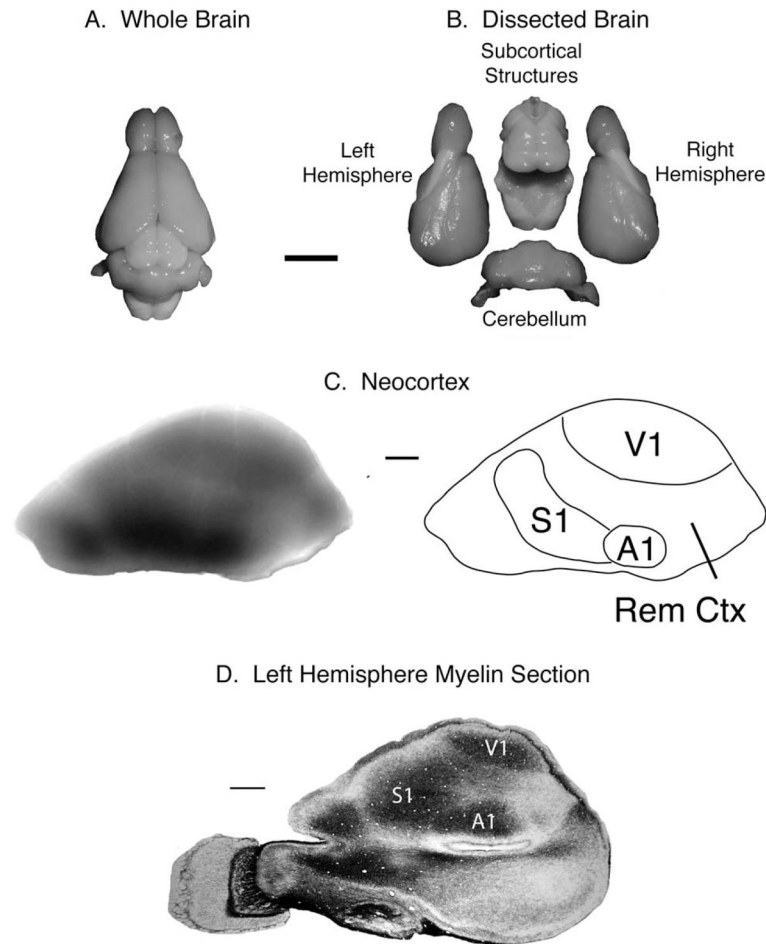 A. Whole Brain
B. Dissected Brain
Subcortical
Structures
Left
Hemisphere
Right
Hemisphere
Cerebellum
C. Neocortex
V1
S1
A1
Rem Ctx
D. Left Hemisphere Myelin Section
V1
S1
A1